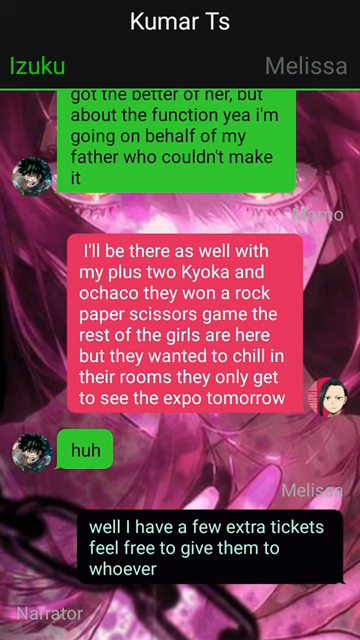 Kumar Ts
Izuku
Melissa
got the better of her, but
about the function yea i'm
going on behalf of my
father who couldn't make
it
Momo
I'll be there as well with
my plus two Kyoka and
ochaco they won a rock
paper scissors game the
rest of the girls are here
but they wanted to chill in
their rooms they only get
to see the expo tomorrow
huh
Melissa
well I have a few extra tickets
feel free to give them to
whoever
Narrator